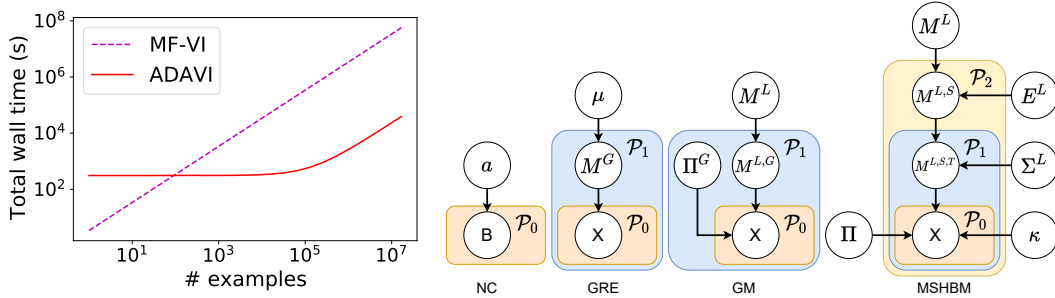 Total wall time (s)
10^8
10^6
10^4
10^2
MF-VI
ADAVI
10^1
10^3
10^5
10^7
# examples
a
B
𝒫_0
NC
μ
M^G
𝒫_1
X
𝒫_0
GRE
M^L
Π^G
M^{L,G}
𝒫_1
X
𝒫_0
GM
M^L
M^{L,S}
𝒫_2
E^L
M^{L,S,T}
𝒫_1
Σ^L
Π
X
𝒫_0
κ
MSHBM